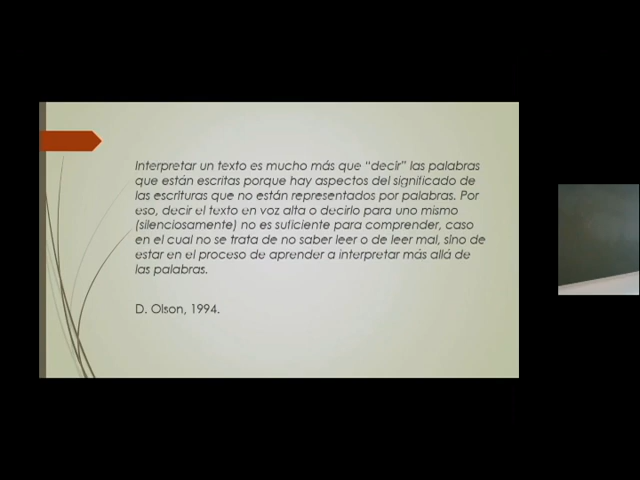 Interpretar un texto es mucho más que “decir” las palabras
que están escritas porque hay aspectos del significado de
las escrituras que no están representados por palabras. Por
eso, decir el texto en voz alta o decirlo para uno mismo
(silenciosamente) no es suficiente para comprender, caso
en el cual no se trata de no saber leer o de leer mal, sino de
estar en el proceso de aprender a interpretar más allá de
las palabras.
D. Olson, 1994.